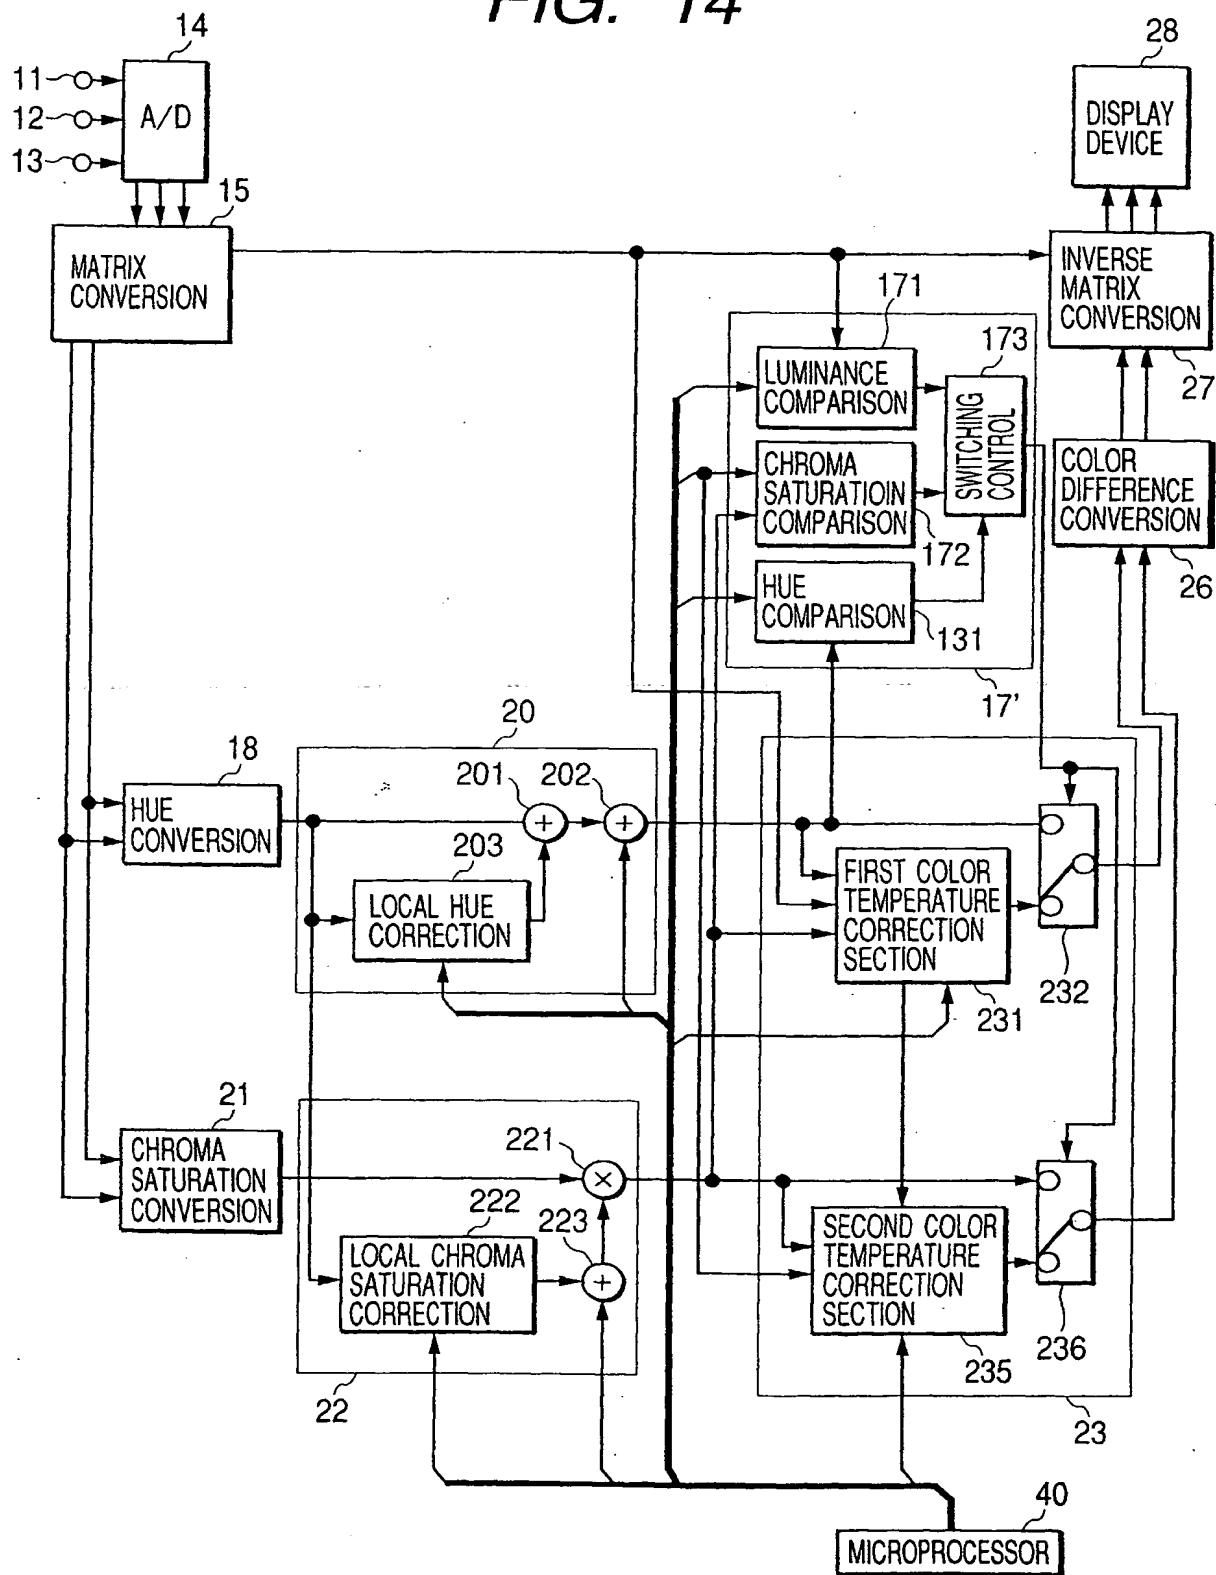 FIG. 14
14
28
11
12
13
A/D
DISPLAY
DEVICE
15
MATRIX
CONVERSION
INVERSE
MATRIX
CONVERSION
27
171
173
LUMINANCE
COMPARISON
SWITCHING
CONTROL
CHROMA
SATURATIOIN
COMPARISON
172
COLOR
DIFFERENCE
CONVERSION
26
HUE
COMPARISON
131
17'
20
18
HUE
CONVERSION
201
202
+
+
203
LOCAL HUE
CORRECTION
FIRST COLOR
TEMPERATURE
CORRECTION
SECTION
231
232
21
CHROMA
SATURATION
CONVERSION
221
×
222
223
LOCAL CHROMA
SATURATION
CORRECTION
+
22
SECOND COLOR
TEMPERATURE
CORRECTION
SECTION
235
236
23
40
MICROPROCESSOR